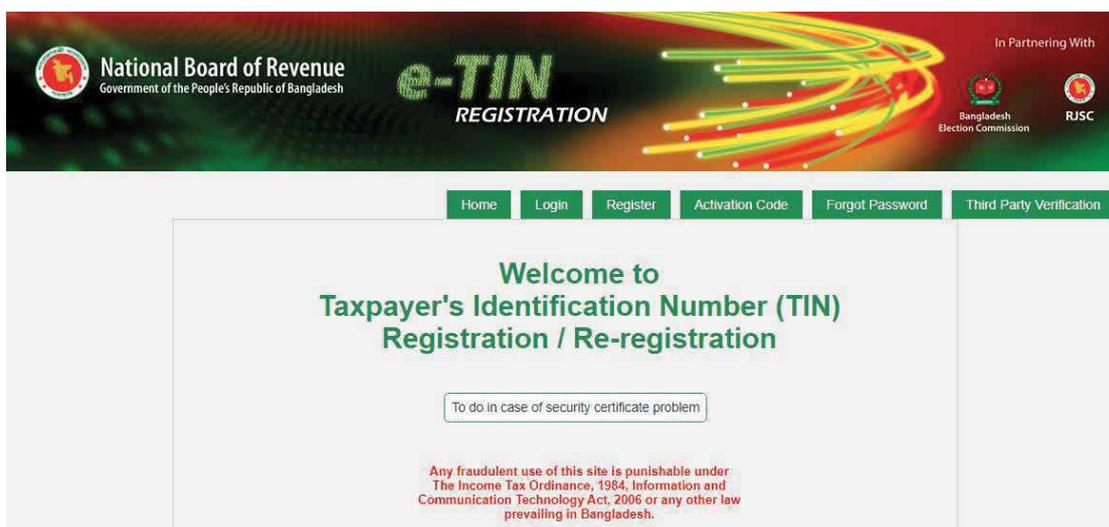 National Board of Revenue
Government of the People's Republic of Bangladesh
e-TIN
REGISTRATION
In Partnering With
Bangladesh
Election Commission
RJSC
Home
Login
Register
Activation Code
Forgot Password
Third Party Verification
Welcome to
Taxpayer's Identification Number (TIN)
Registration / Re-registration
To do in case of security certificate problem
Any fraudulent use of this site is punishable under
The Income Tax Ordinance, 1984, Information and
Communication Technology Act, 2006 or any other law
prevailing in Bangladesh.